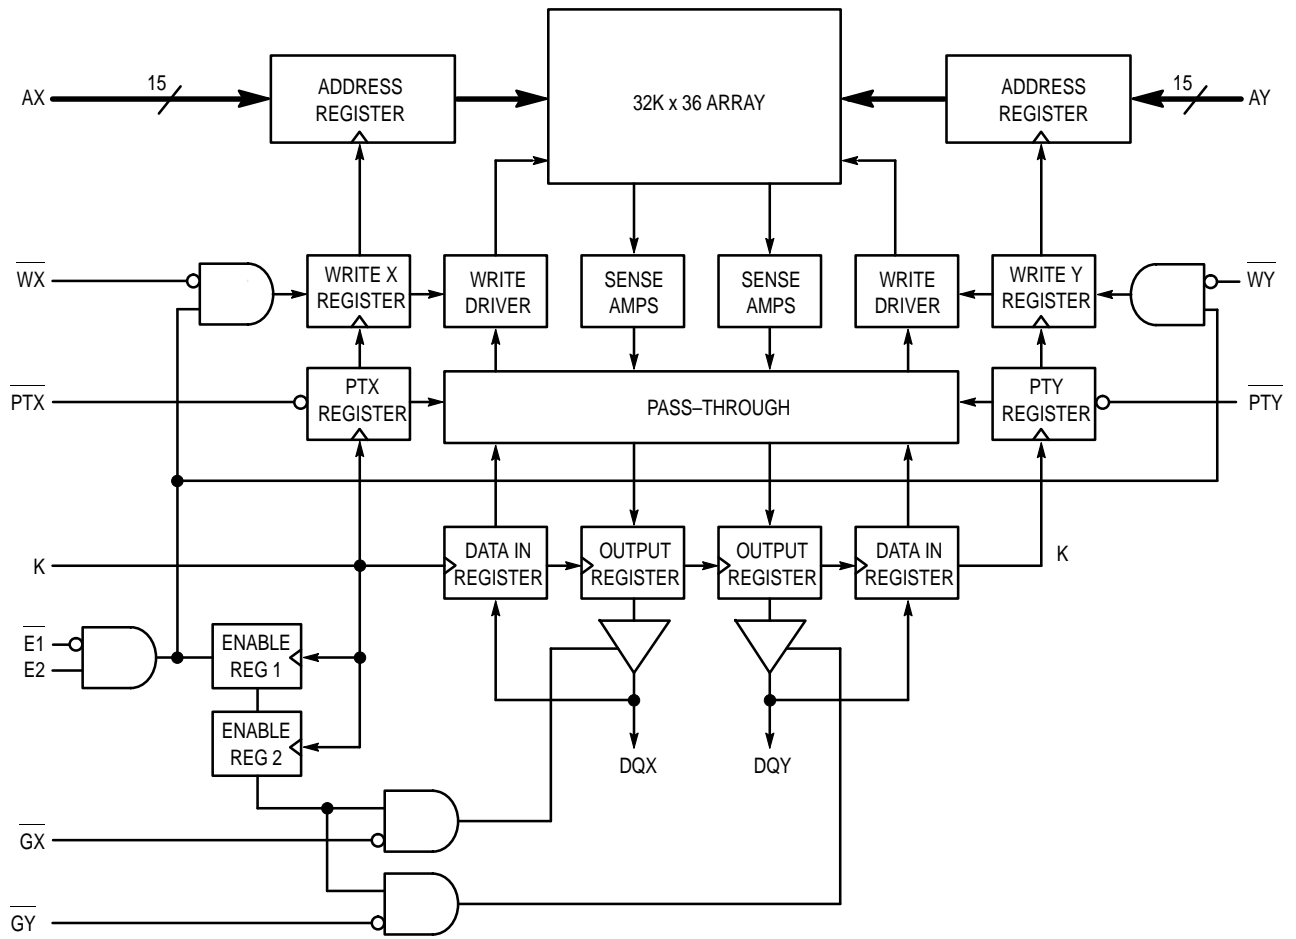 AX
15
ADDRESS
REGISTER
32K x 36 ARRAY
ADDRESS
REGISTER
15
AY
WX
WRITE X
REGISTER
WRITE
DRIVER
SENSE
AMPS
SENSE
AMPS
WRITE
DRIVER
WRITE Y
REGISTER
WY
PTX
PTX
REGISTER
PASS–THROUGH
PTY
REGISTER
PTY
K
DATA IN
REGISTER
OUTPUT
REGISTER
OUTPUT
REGISTER
DATA IN
REGISTER
K
E1
E2
ENABLE
REG 1
ENABLE
REG 2
DQX
DQY
GX
GY